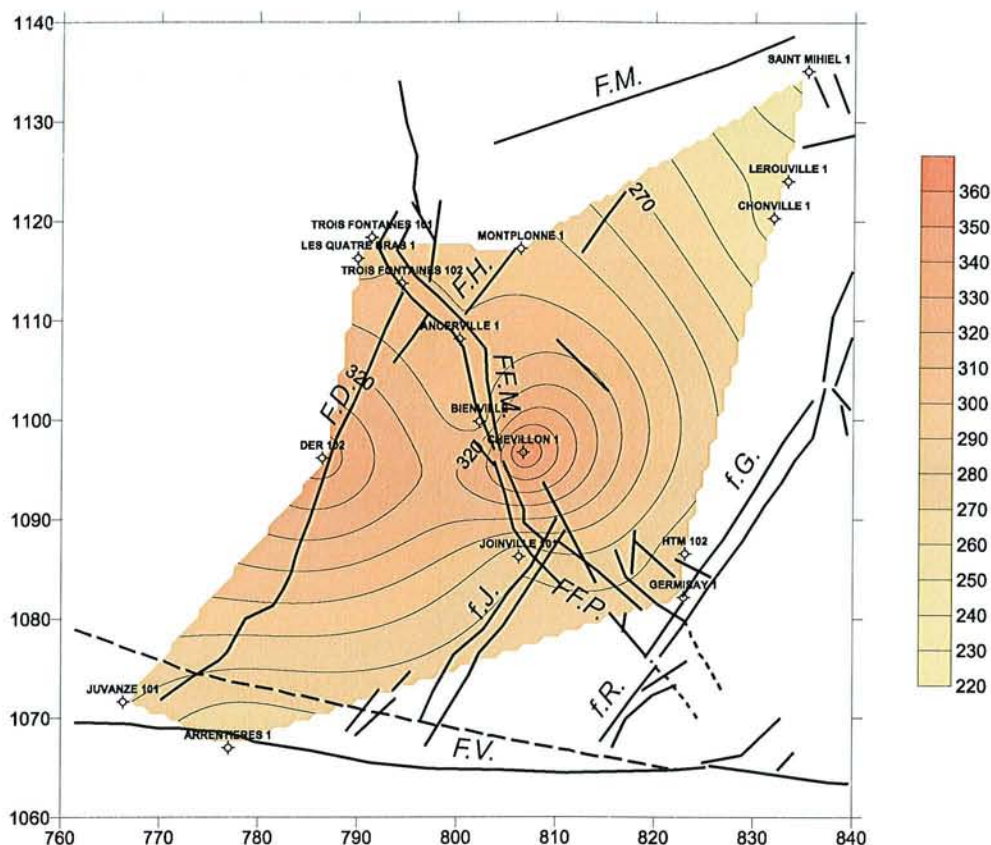 1140
SAINT MIHIEL 1
F.M.
1130
LEROUVILLE 1
360
270
CHONVILLE 1
350
1120
TROIS FONTAINES 101
LES QUATRE BRAS 1
MONTPLONNE 1
340
TROIS FONTAINES 102
F.H.
330
1110
ANCERVILLE 1
320
320
F.D.
F.F.M.
310
1100
BIENVILLE
300
CHEVILLON 1
320
DER 102
290
f.G.
280
1090
JOINVILLE 101
HTM 102
270
GERMISAY 1
260
f.J.
F.F.P.
1080
250
240
JUVANZE 101
230
f.R.
1070
220
ARRENTIERES 1
F.V.
1060
760
770
780
790
800
810
820
830
840